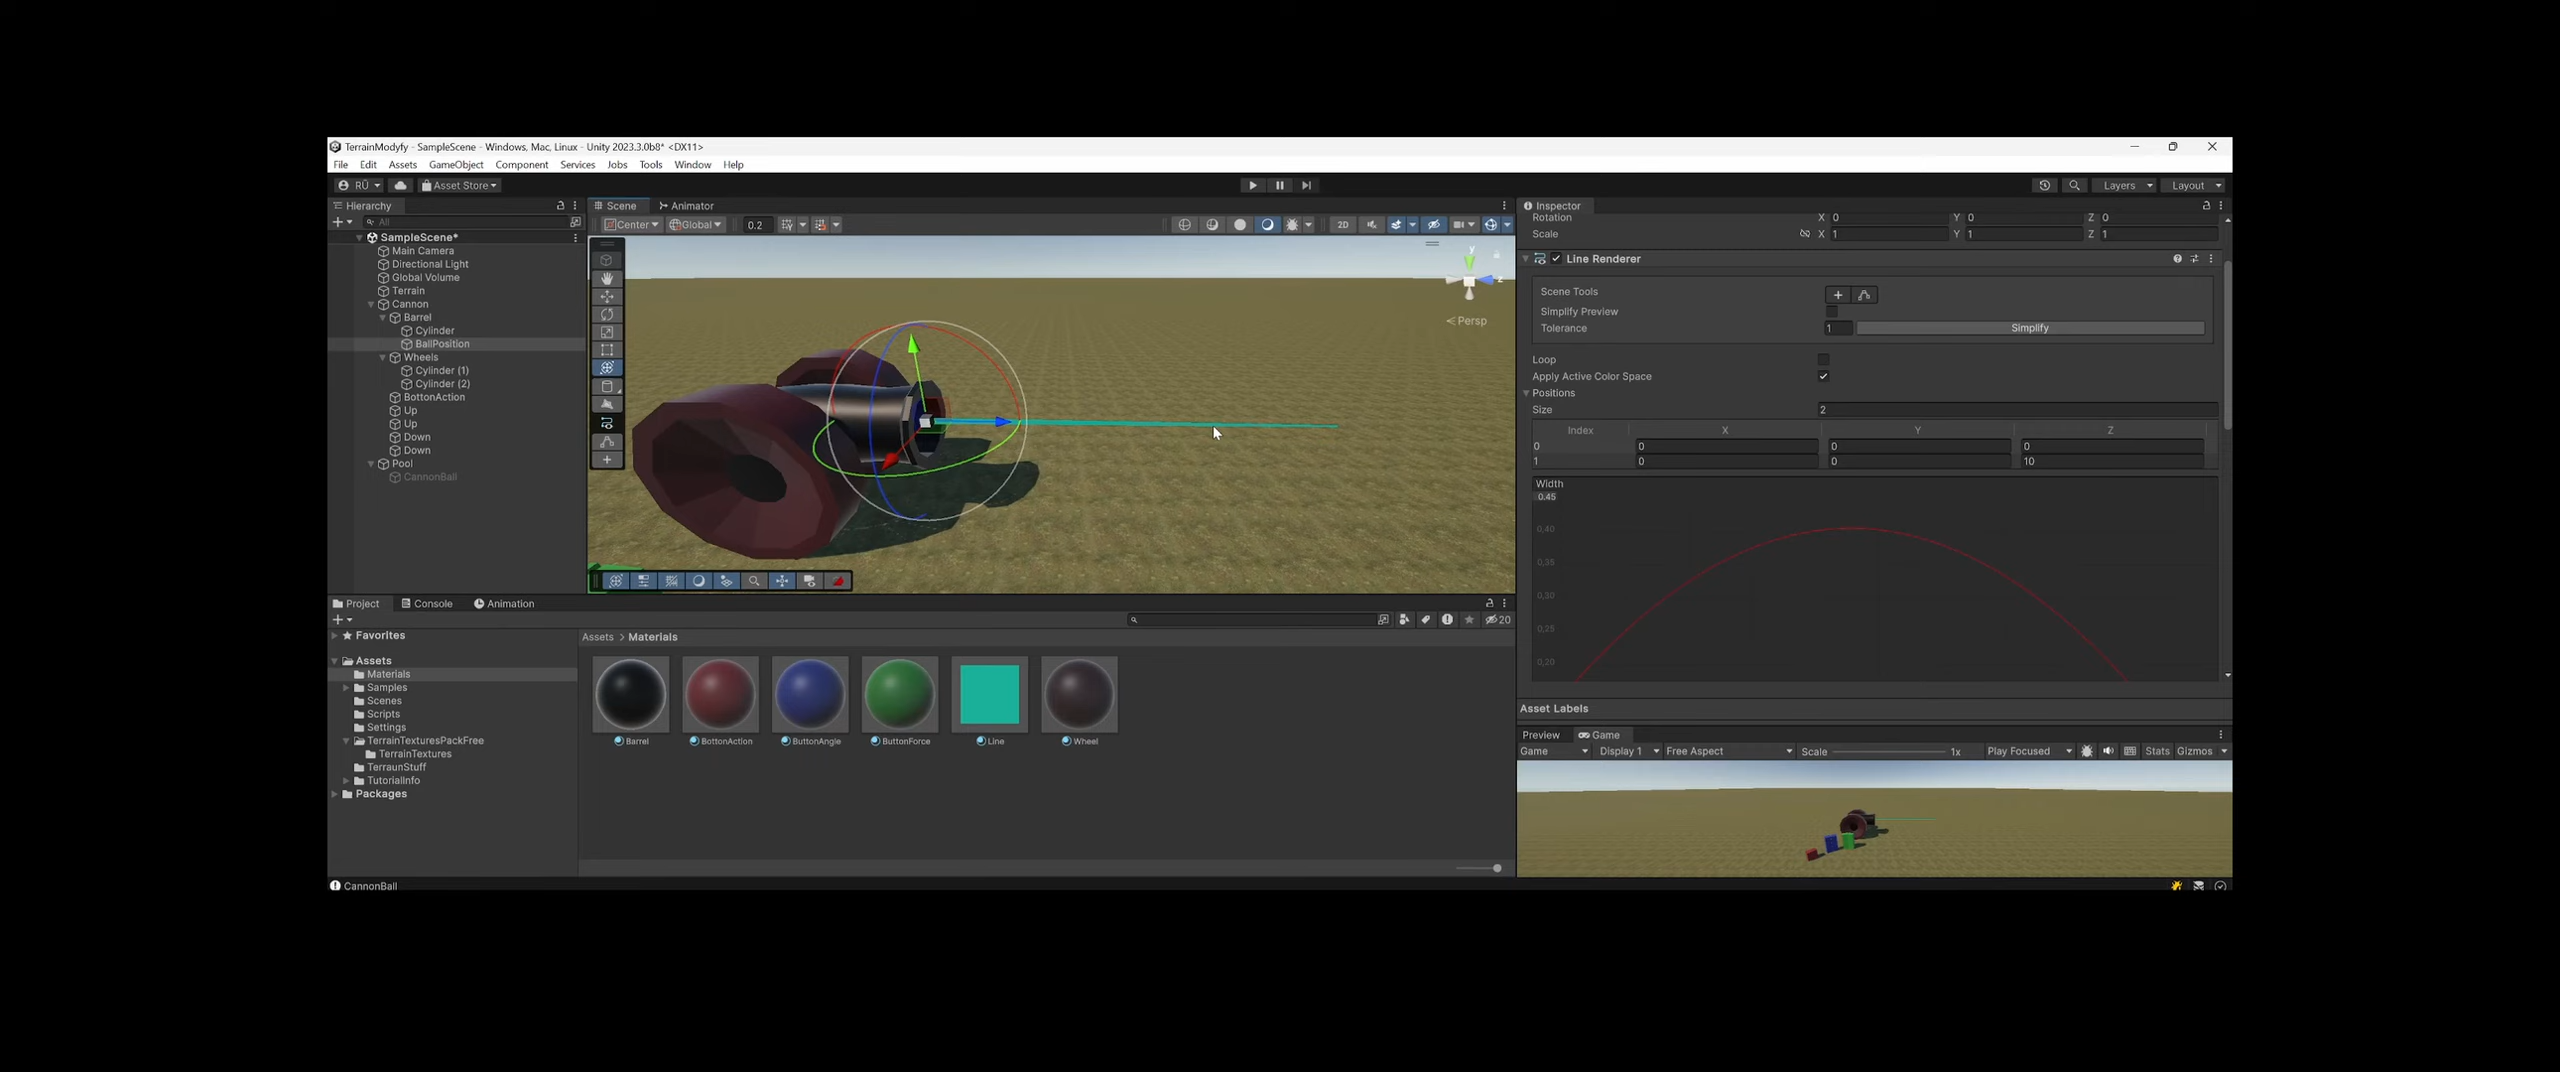 TerrainModyfy - SampleScene - Windows, Mac, Linux - Unity 2023.3.0b8* <DX11>
File Edit Assets GameObject Component Services Jobs Tools Window Help
RÜ Asset Store Layers Layout
Hierarchy
All
SampleScene*
Main Camera
Directional Light
Global Volume
Terrain
Cannon
Barrel
Cylinder
BallPosition
Wheels
Cylinder (1)
Cylinder (2)
BottonAction
Up
Up
Down
Down
Pool
CannonBall
Scene Animator
Center Global 0.2 2D
y
z
Persp
Inspector
Rotation X 0 Y 0 Z 0
Scale X 1 Y 1 Z 1
Line Renderer
Scene Tools
Simplify Preview
Tolerance 1 Simplify
Loop
Apply Active Color Space
Positions
Size 2
Index X Y Z
0 0 0 0
1 0 0 10
Width
0.45
0,40
0,35
0,30
0,25
0,20
Asset Labels
Project Console Animation
20
Favorites
Assets
Materials
Samples
Scenes
Scripts
Settings
TerrainTexturesPackFree
TerrainTextures
TerraunStuff
TutorialInfo
Packages
Assets > Materials
Barrel BottonAction ButtonAngle ButtonForce Line Wheel
Preview Game
Game Display 1 Free Aspect Scale 1x Play Focused Stats Gizmos
CannonBall